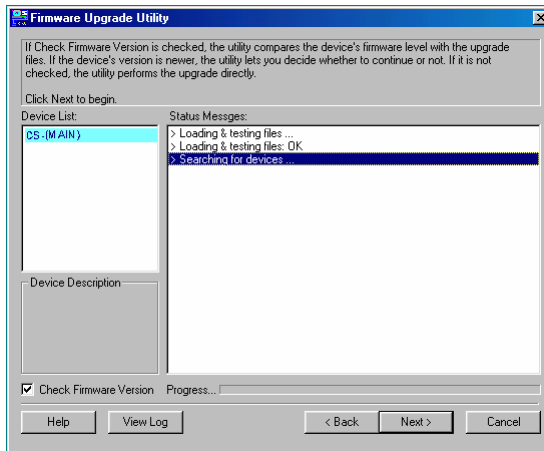 Firmware Upgrade Utility
If Check Firmware Version is checked, the utility compares the device's firmware level with the upgrade
files. If the device's version is newer, the utility lets you decide whether to continue or not. If it is not
checked, the utility performs the upgrade directly.
Click Next to begin.
Device List:
Status Messges:
CS-(MAIN)
> Loading & testing files ...
> Loading & testing files: OK
> Searching for devices ...
Device Description
Check Firmware Version
Progress...
Help
View Log
< Back
Next >
Cancel